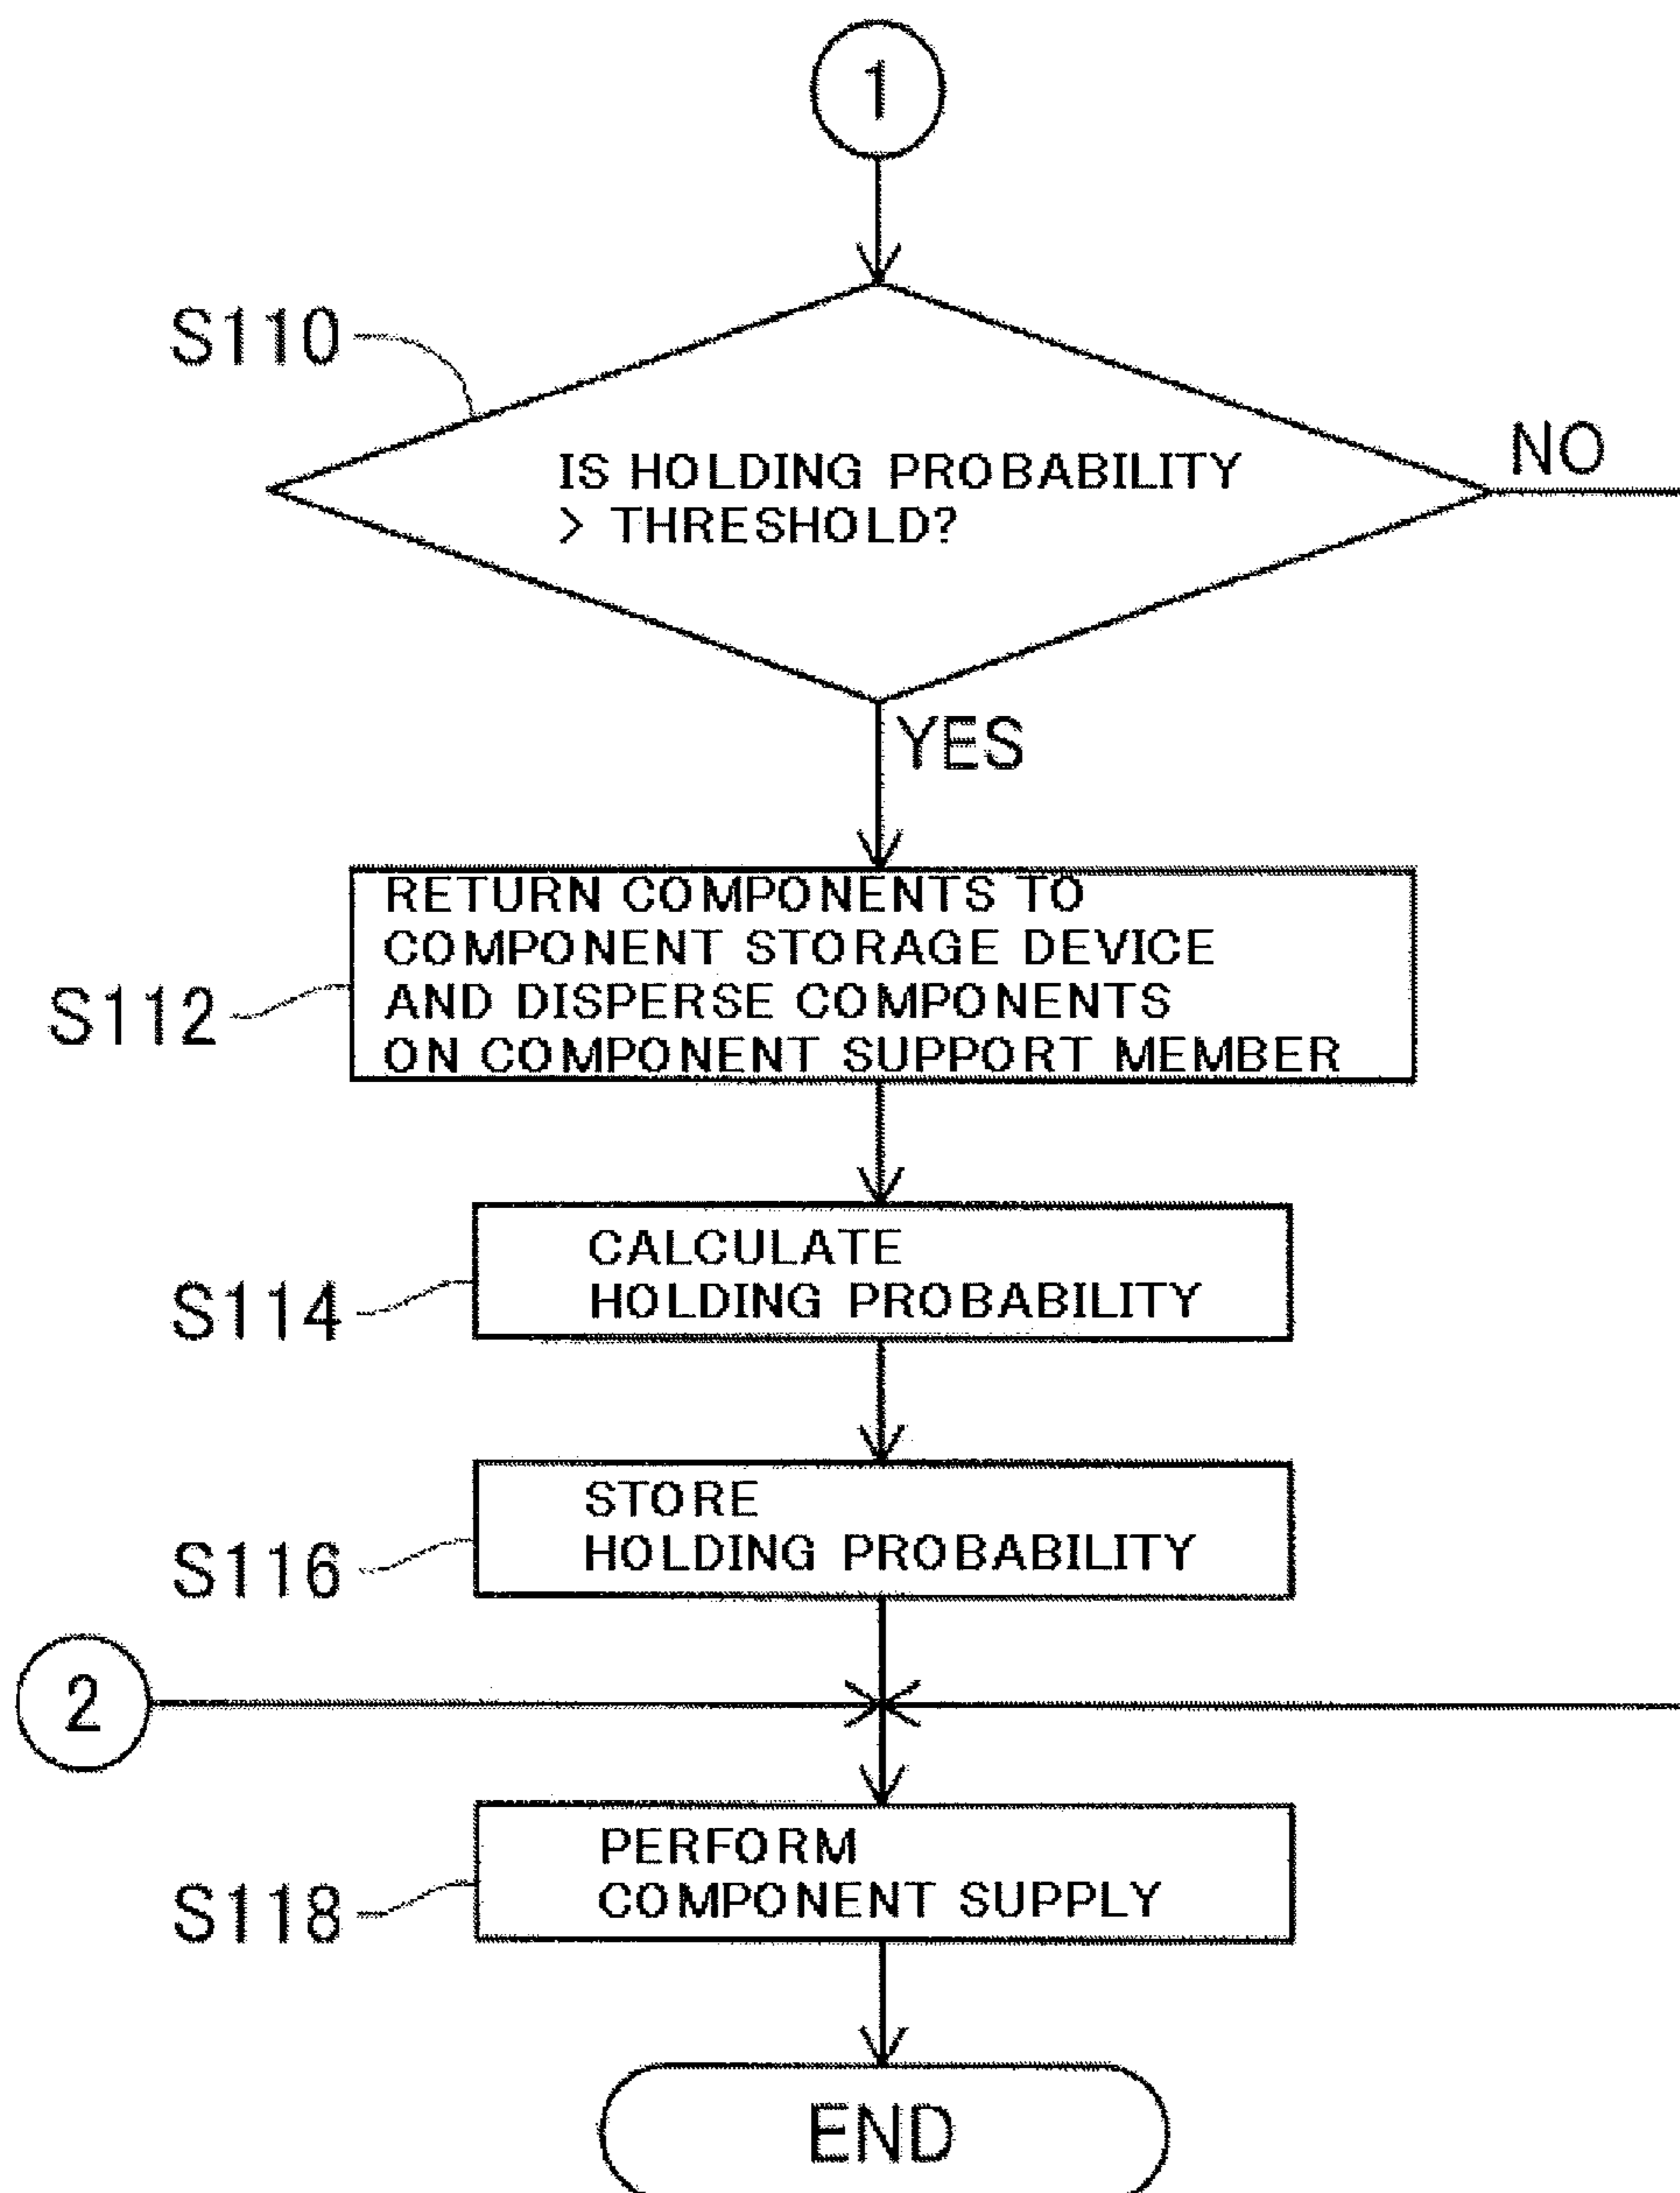 1
S110
IS HOLDING PROBABILITY
> THRESHOLD?
NO
YES
S112
RETURN COMPONENTS TO
COMPONENT STORAGE DEVICE
AND DISPERSE COMPONENTS
ON COMPONENT SUPPORT MEMBER
S114
CALCULATE
HOLDING PROBABILITY
S116
STORE
HOLDING PROBABILITY
2
S118
PERFORM
COMPONENT SUPPLY
END